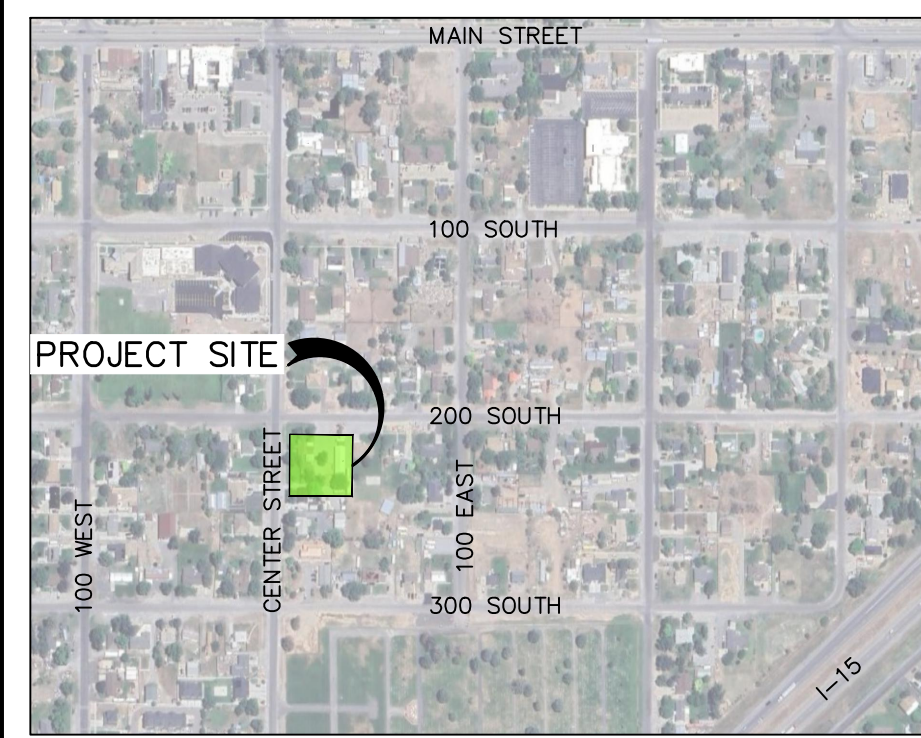 MAIN STREET
100 SOUTH
PROJECT SITE
200 SOUTH
CENTER STREET
100 EAST
100 WEST
300 SOUTH
I-15